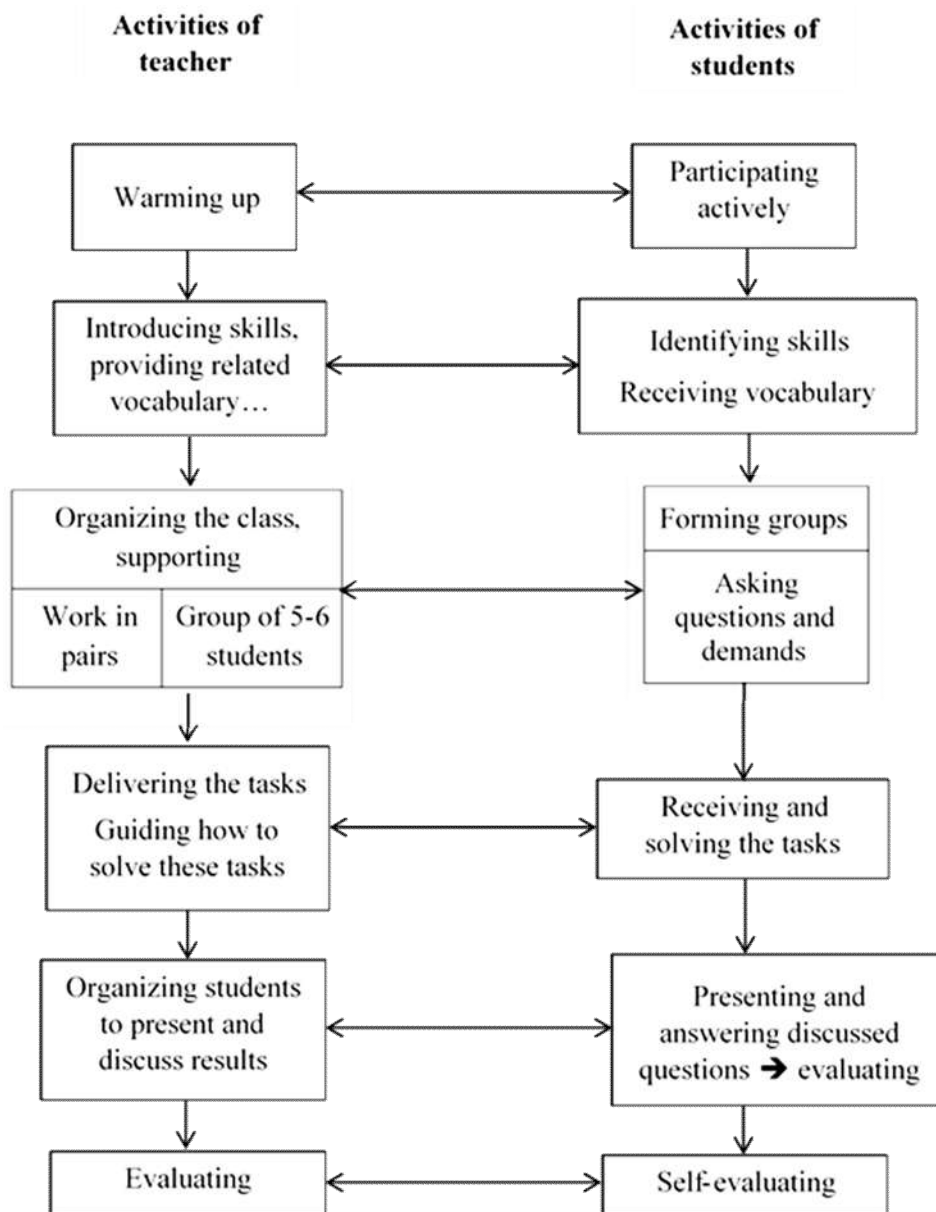 Activities of
teacher
Activities of
students
Warming up
Participating
actively
Introducing skills,
providing related
vocabulary…
Identifying skills
Receiving vocabulary
Organizing the class,
supporting
Work in
pairs
Group of 5-6
students
Forming groups
Asking
questions and
demands
Delivering the tasks
Guiding how to
solve these tasks
Receiving and
solving the tasks
Organizing students
to present and
discuss results
Presenting and
answering discussed
questions ➔ evaluating
Evaluating
Self-evaluating